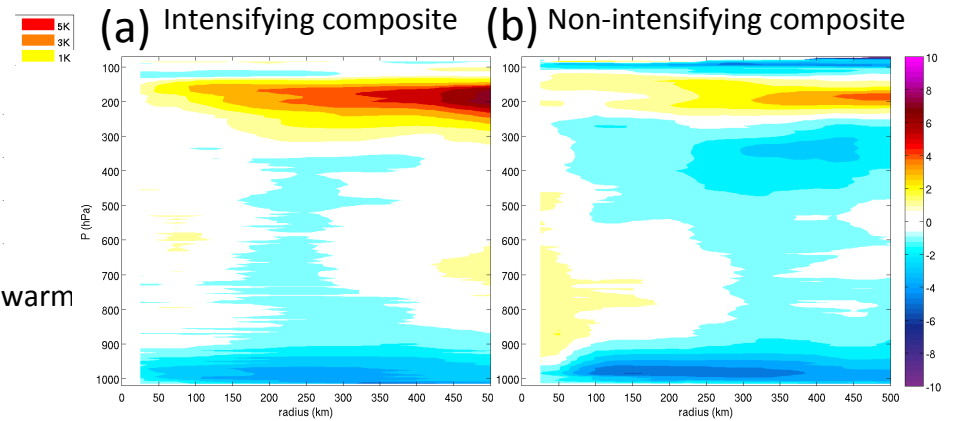 5K
3K
1K
(a) Intensifying composite
(b) Non-intensifying composite
warm
P (hPa)
100
200
300
400
500
600
700
800
900
1000
0 50 100 150 200 250 300 350 400 450 500
radius (km)
100
200
300
400
500
600
700
800
900
1000
0 50 100 150 200 250 300 350 400 450 500
radius (km)
10
8
6
4
2
0
-2
-4
-6
-8
-10